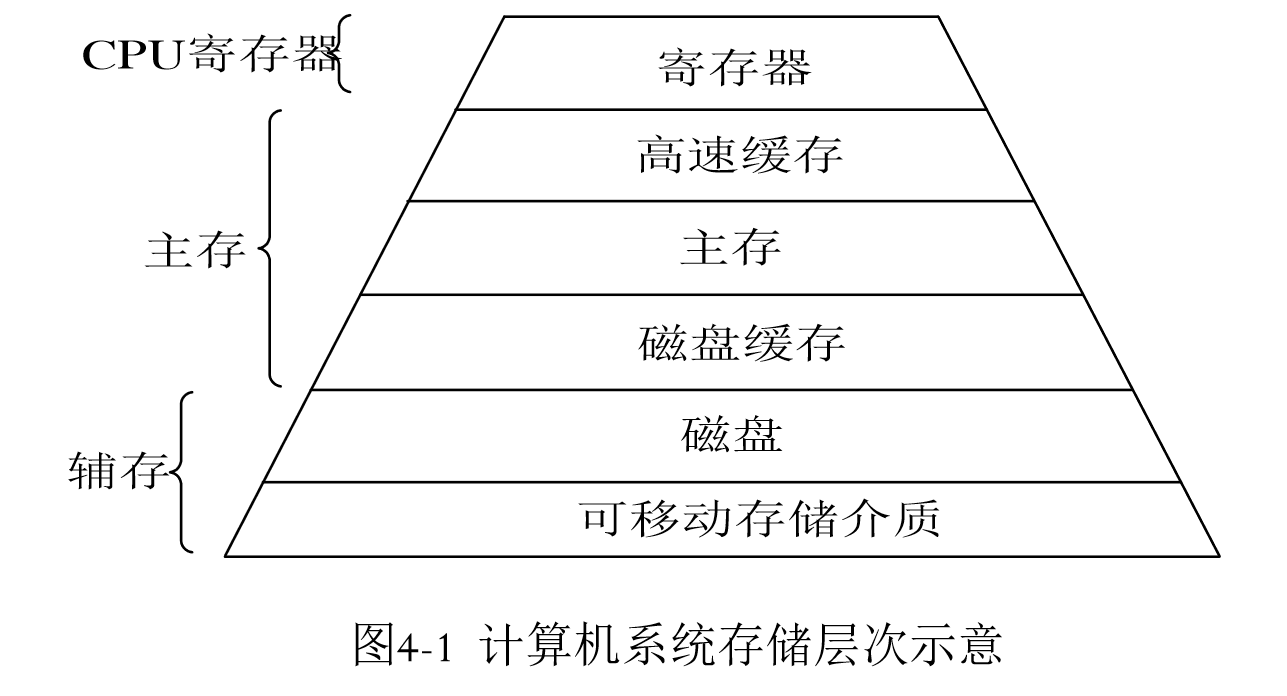 CPU寄存器
寄存器
高速缓存
主存
主存
磁盘缓存
辅存
磁盘
可移动存储介质
图4-1 计算机系统存储层次示意